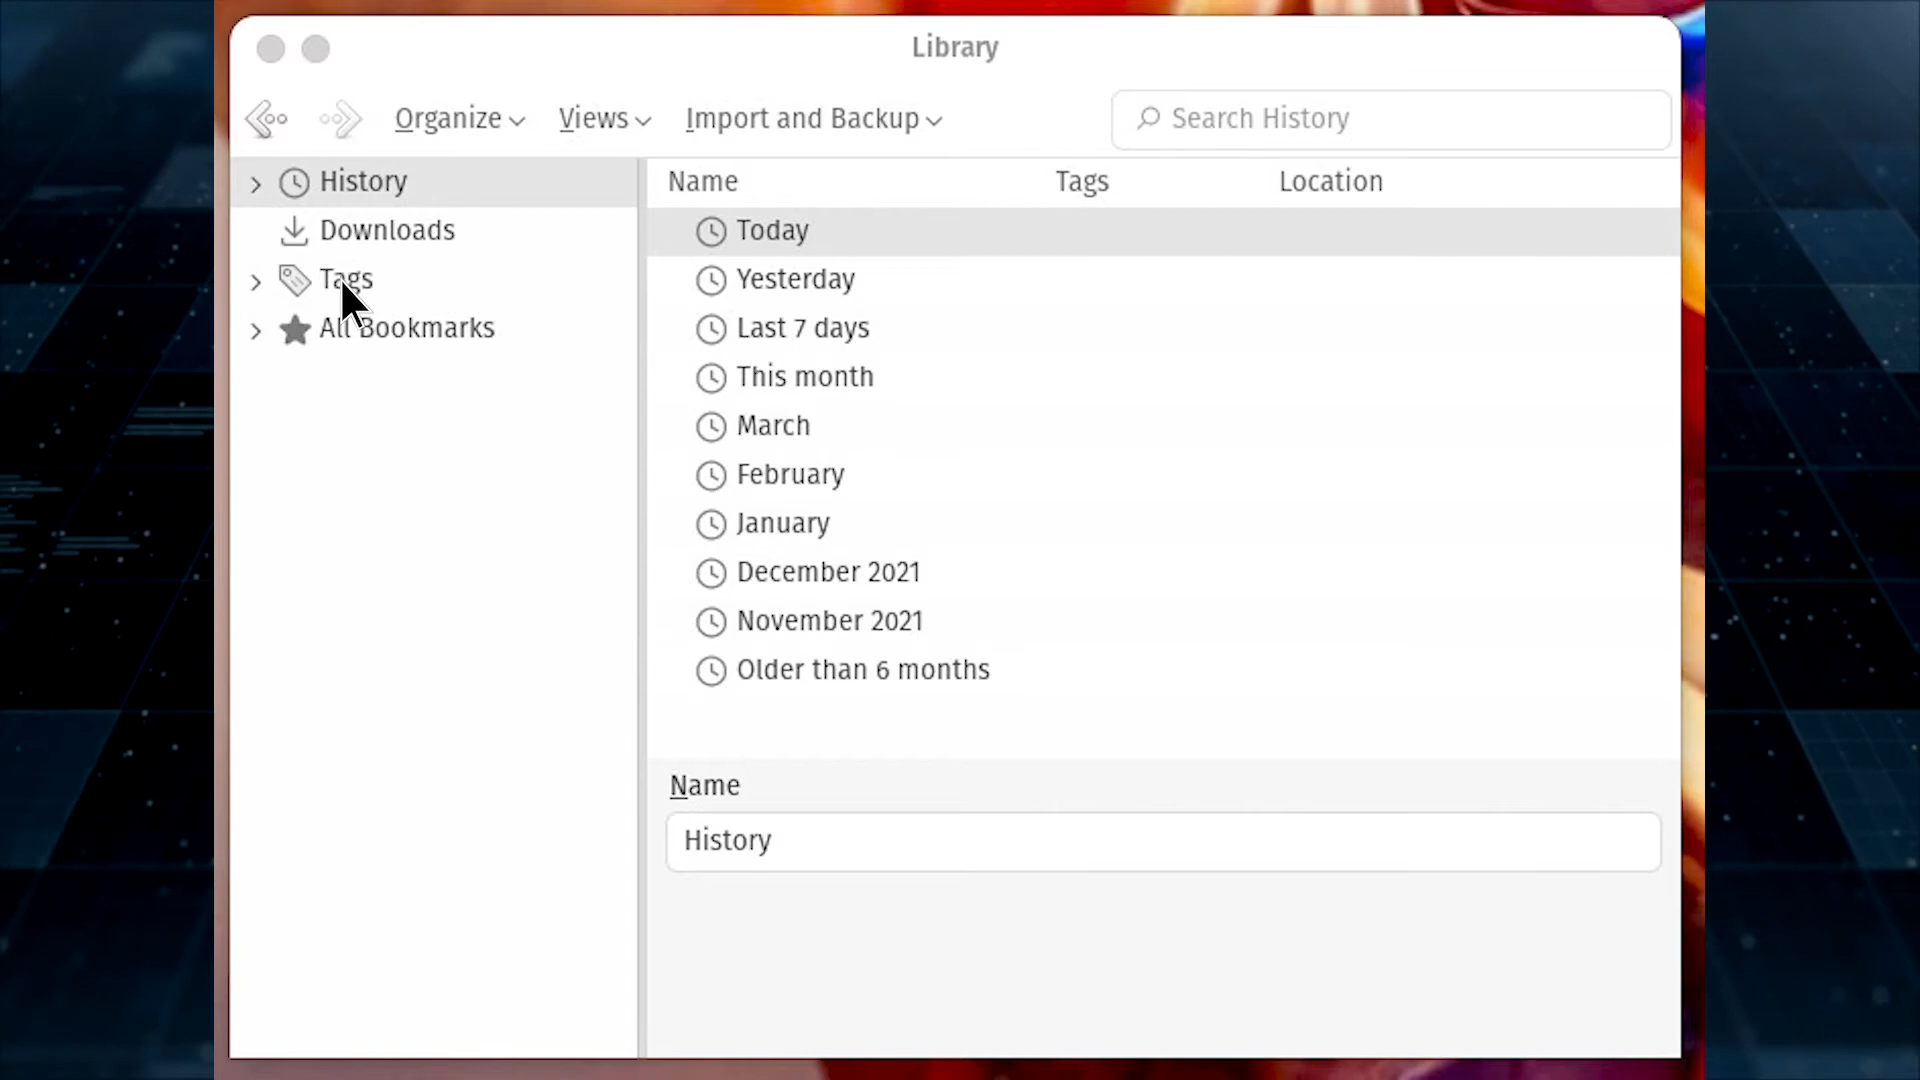 Library
Organize Views Import and Backup Search History
History
Downloads
Tags
All Bookmarks
Name Tags Location
Today
Yesterday
Last 7 days
This month
March
February
January
December 2021
November 2021
Older than 6 months
Name
History